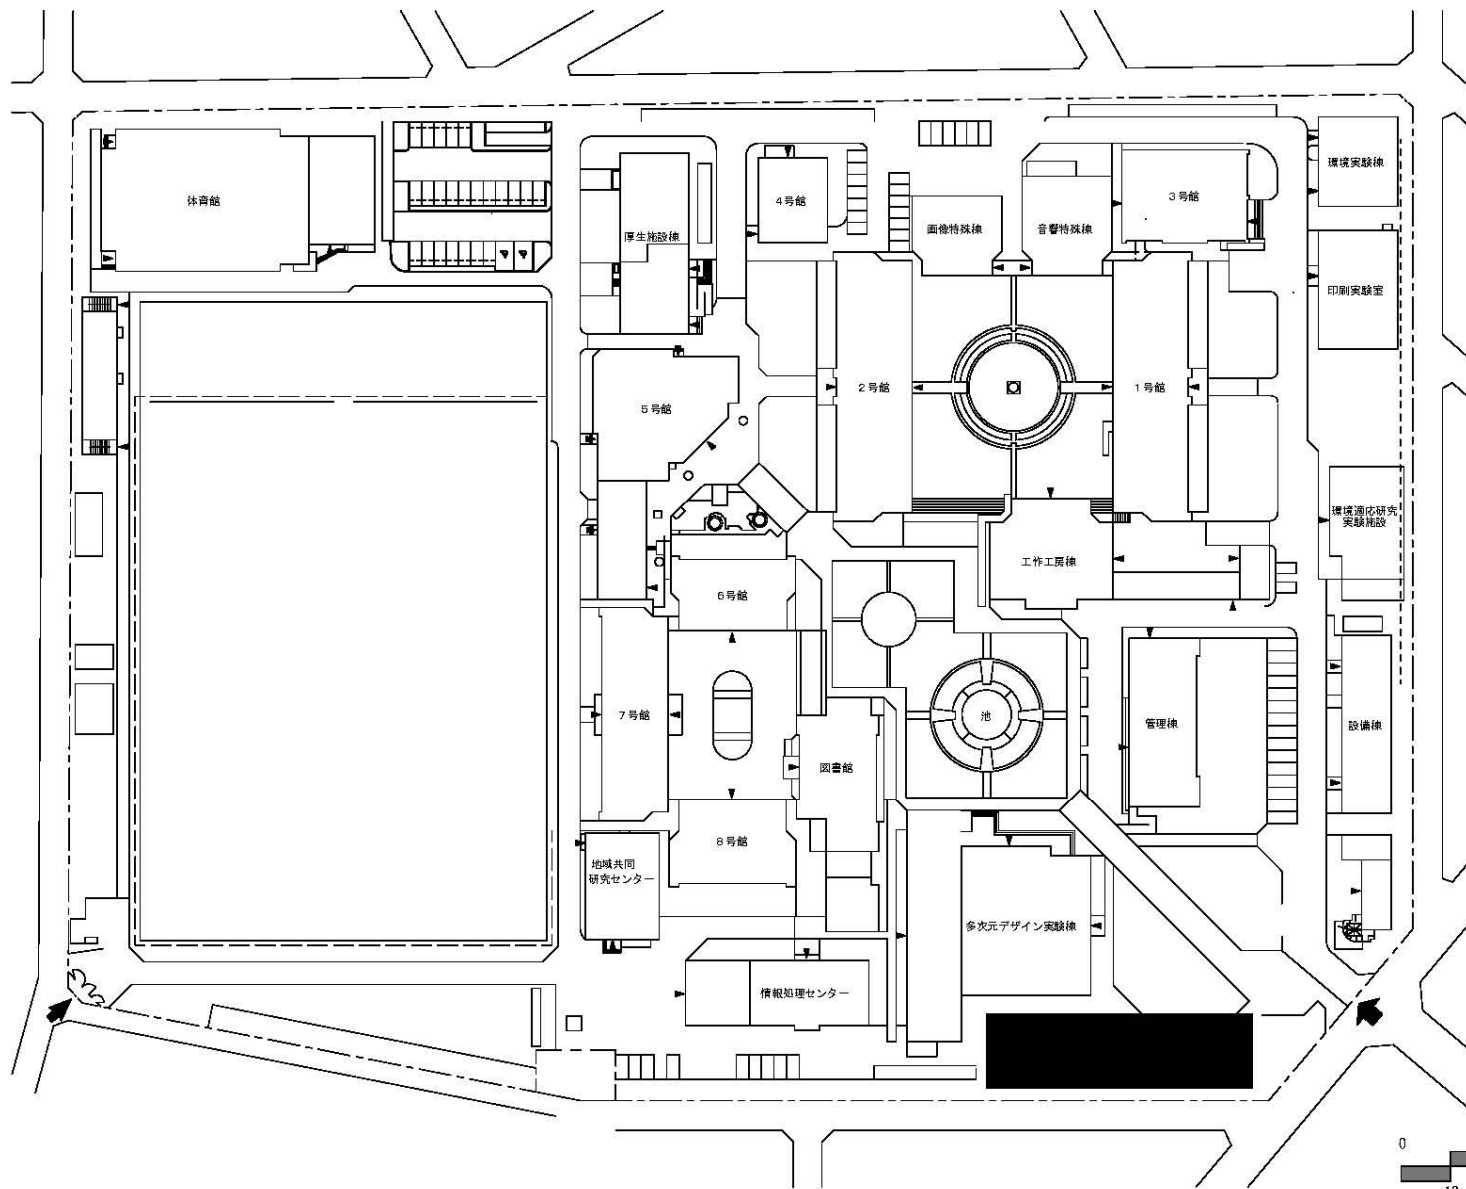 環境実験棟
体育館
4号館
3号館
厚生施設棟
画像特殊棟
音響特殊棟
印刷実験室
2号館
1号館
5号館
環境適応研究
実験施設
工作工房棟
6号館
7号館
池
管理棟
設備棟
図書館
8号館
地域共同
研究センター
多次元デザイン実験棟
情報処理センター
0